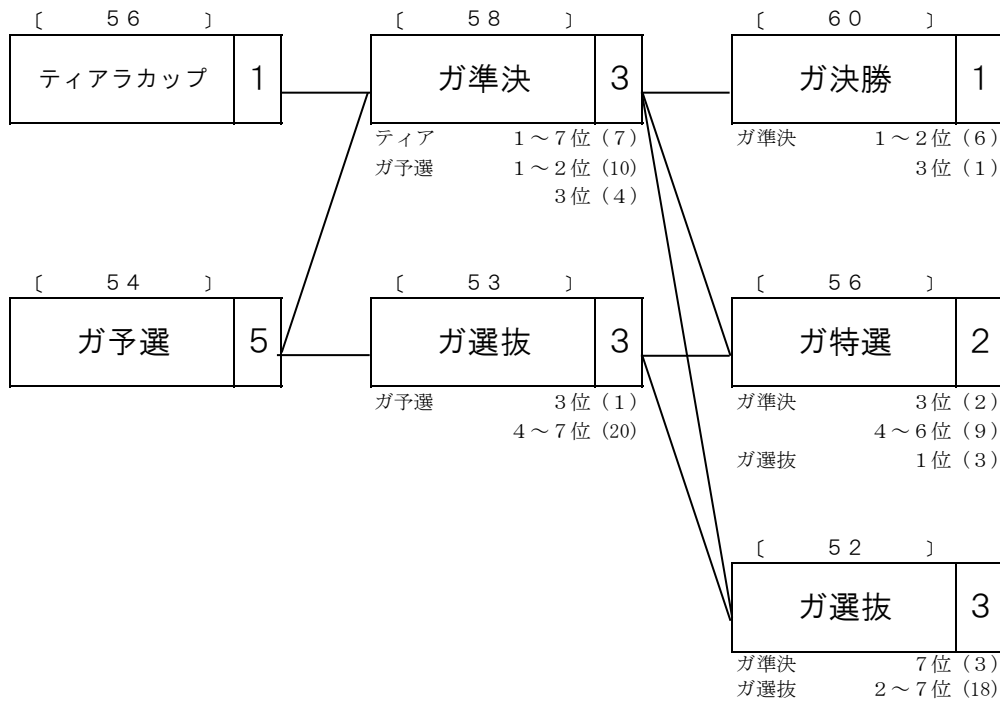 〔 ５６ 〕
ティアラカップ 1
〔 ５８ 〕
ガ準決 3
ティア １～７位（７）
ガ予選 １～２位（10）
３位（４）
〔 ６０ 〕
ガ決勝 1
ガ準決 １～２位（６）
３位（１）
〔 ５４ 〕
ガ予選 5
〔 ５３ 〕
ガ選抜 3
ガ予選 ３位（１）
４～７位（20）
〔 ５６ 〕
ガ特選 2
ガ準決 ３位（２）
４～６位（９）
ガ選抜 １位（３）
〔 ５２ 〕
ガ選抜 3
ガ準決 ７位（３）
ガ選抜 ２～７位（18）